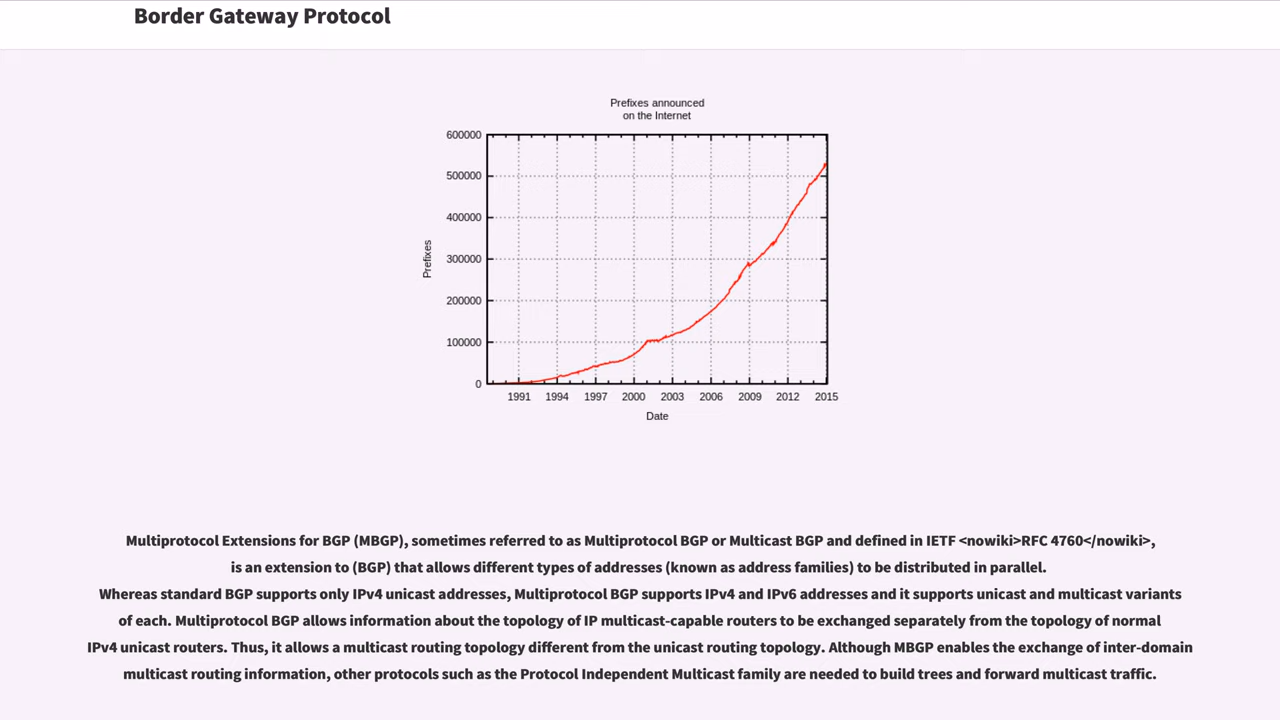 Border Gateway Protocol
Prefixes announced
on the Internet
600000
500000
400000
300000
200000
100000
0
Prefixes
1991 1994 1997 2000 2003 2006 2009 2012 2015
Date
Multiprotocol Extensions for BGP (MBGP), sometimes referred to as Multiprotocol BGP or Multicast BGP and defined in IETF <nowiki>RFC 4760</nowiki>,
is an extension to (BGP) that allows different types of addresses (known as address families) to be distributed in parallel.
Whereas standard BGP supports only IPv4 unicast addresses, Multiprotocol BGP supports IPv4 and IPv6 addresses and it supports unicast and multicast variants
of each. Multiprotocol BGP allows information about the topology of IP multicast-capable routers to be exchanged separately from the topology of normal
IPv4 unicast routers. Thus, it allows a multicast routing topology different from the unicast routing topology. Although MBGP enables the exchange of inter-domain
multicast routing information, other protocols such as the Protocol Independent Multicast family are needed to build trees and forward multicast traffic.